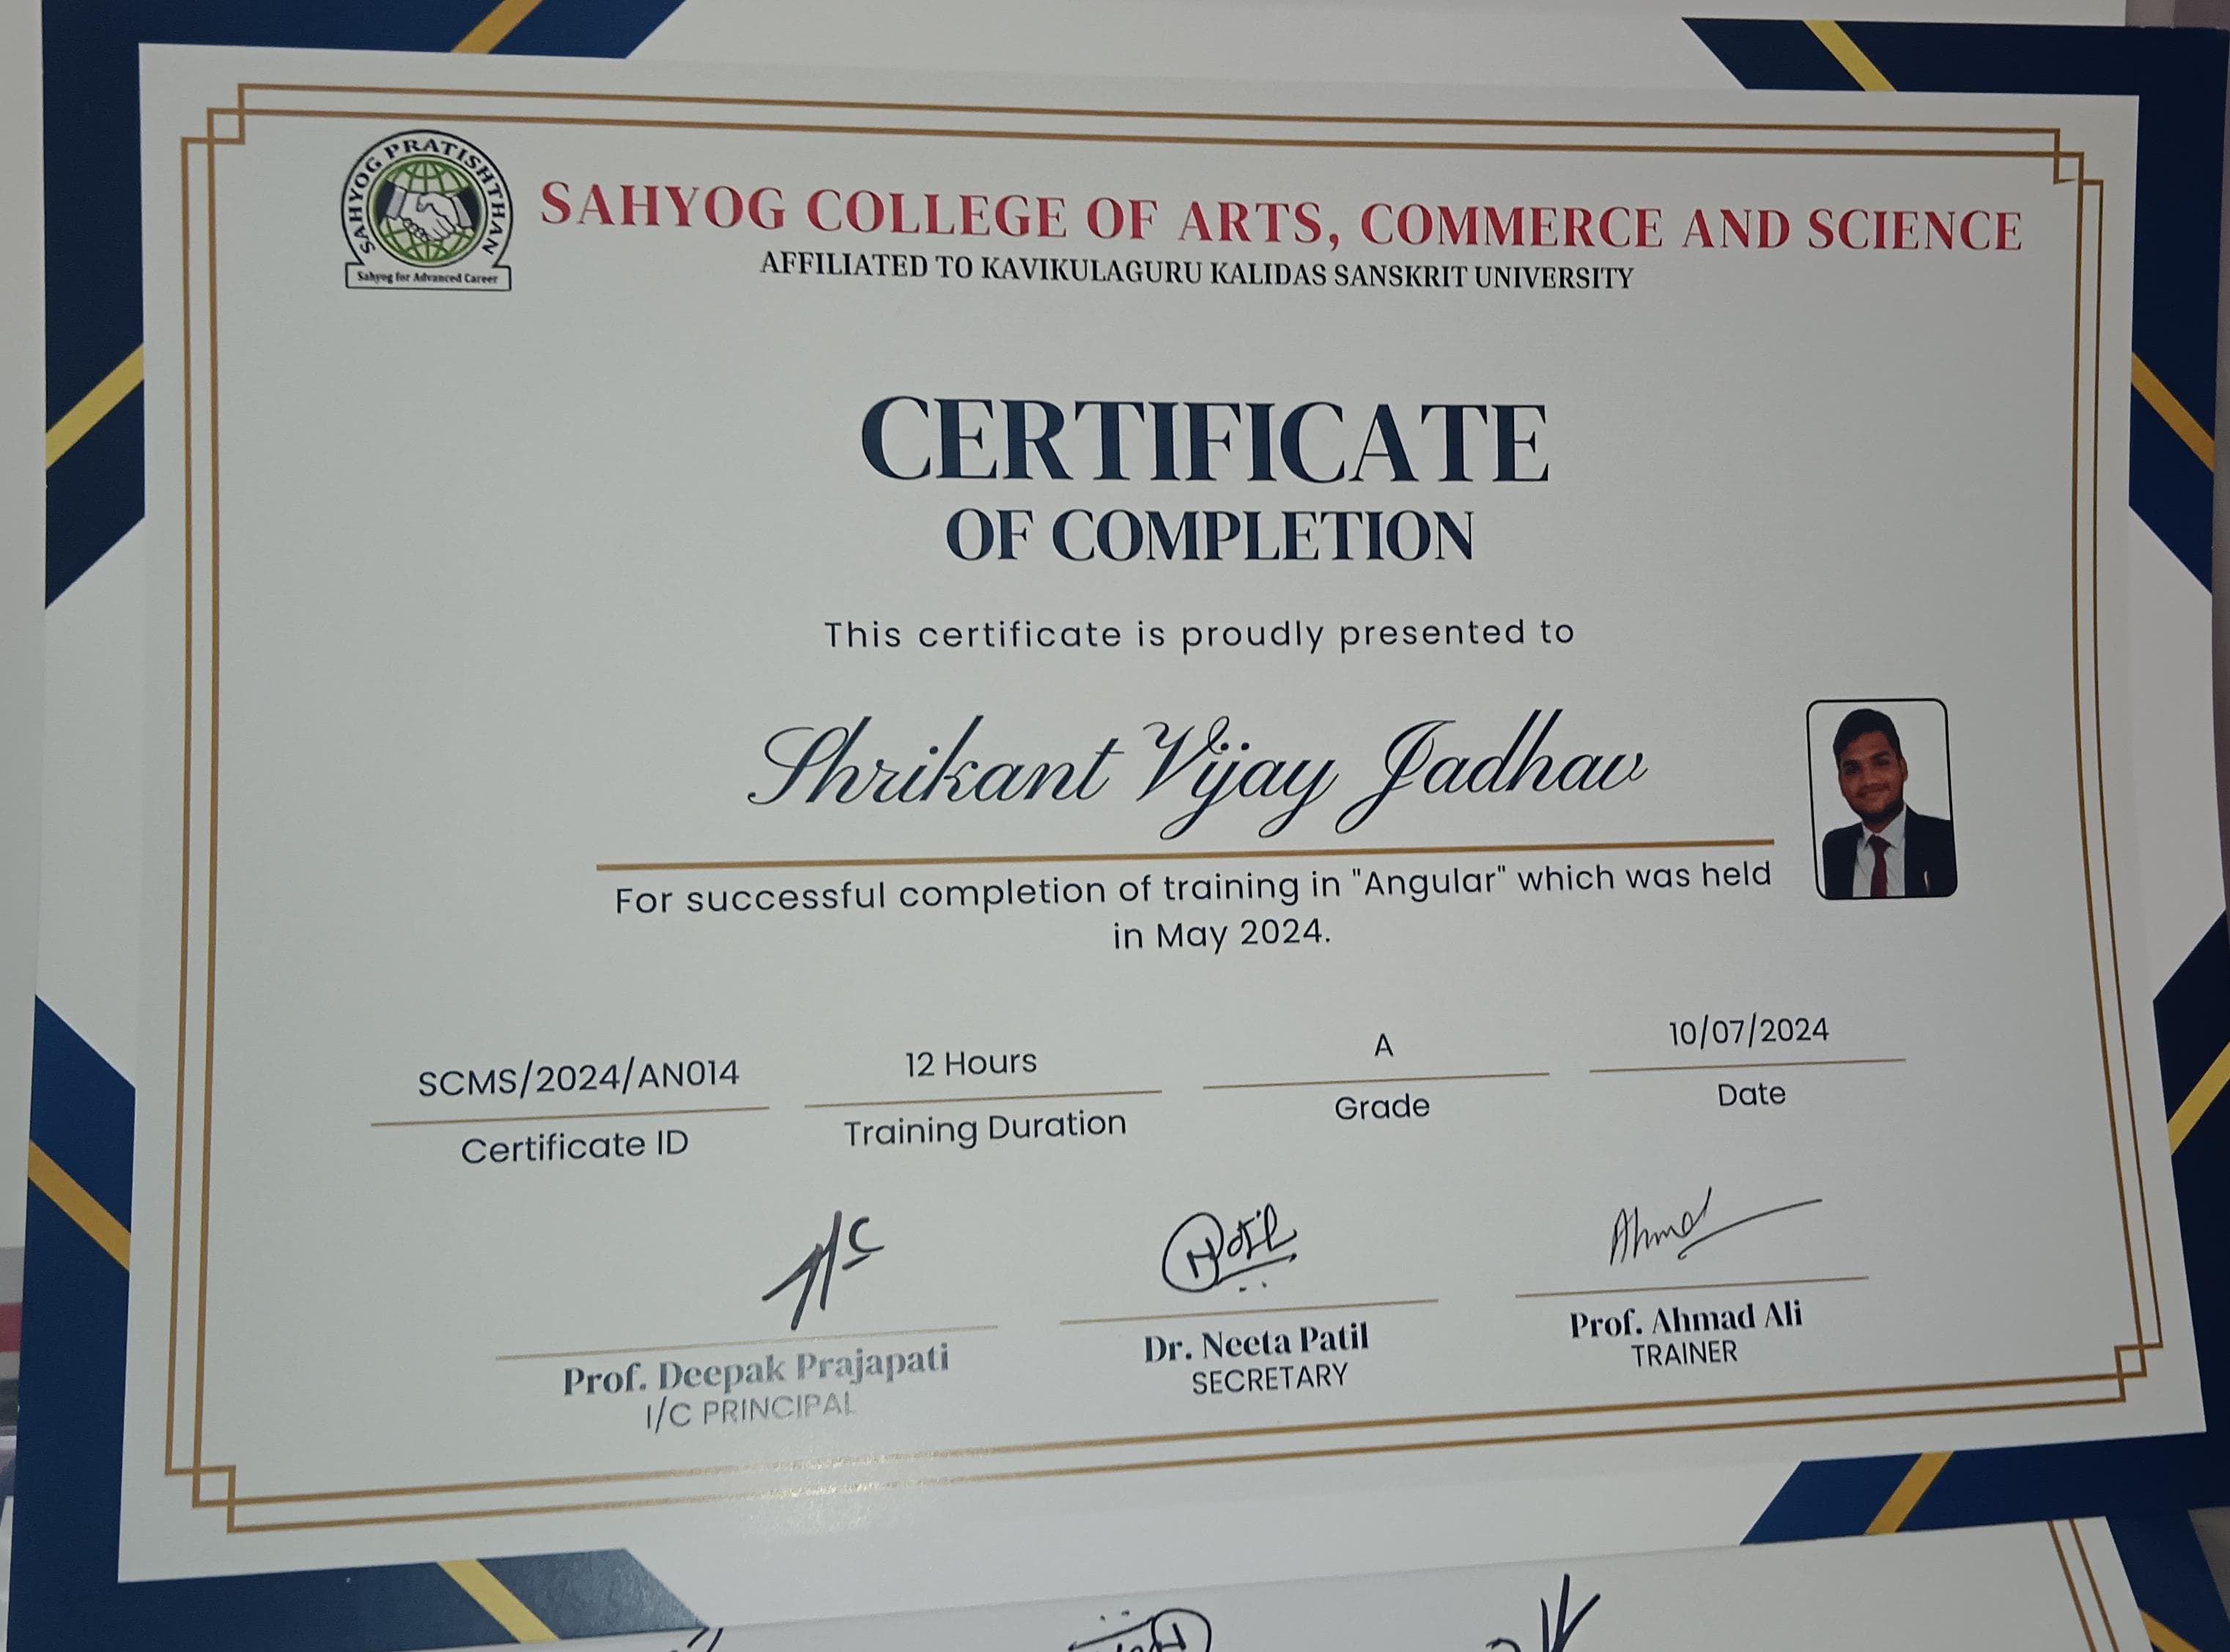 SAHYOG PRATISHTHAN
Sahyog for Advanced Career
SAHYOG COLLEGE OF ARTS, COMMERCE AND SCIENCE
AFFILIATED TO KAVIKULAGURU KALIDAS SANSKRIT UNIVERSITY
CERTIFICATE
OF COMPLETION
This certificate is proudly presented to
Shrikant Vijay Jadhav
For successful completion of training in "Angular" which was held
in May 2024.
SCMS/2024/AN014
Certificate ID
12 Hours
Training Duration
A
Grade
10/07/2024
Date
Patil
Ahmad
Prof. Deepak Prajapati
I/C PRINCIPAL
Dr. Neeta Patil
SECRETARY
Prof. Ahmad Ali
TRAINER